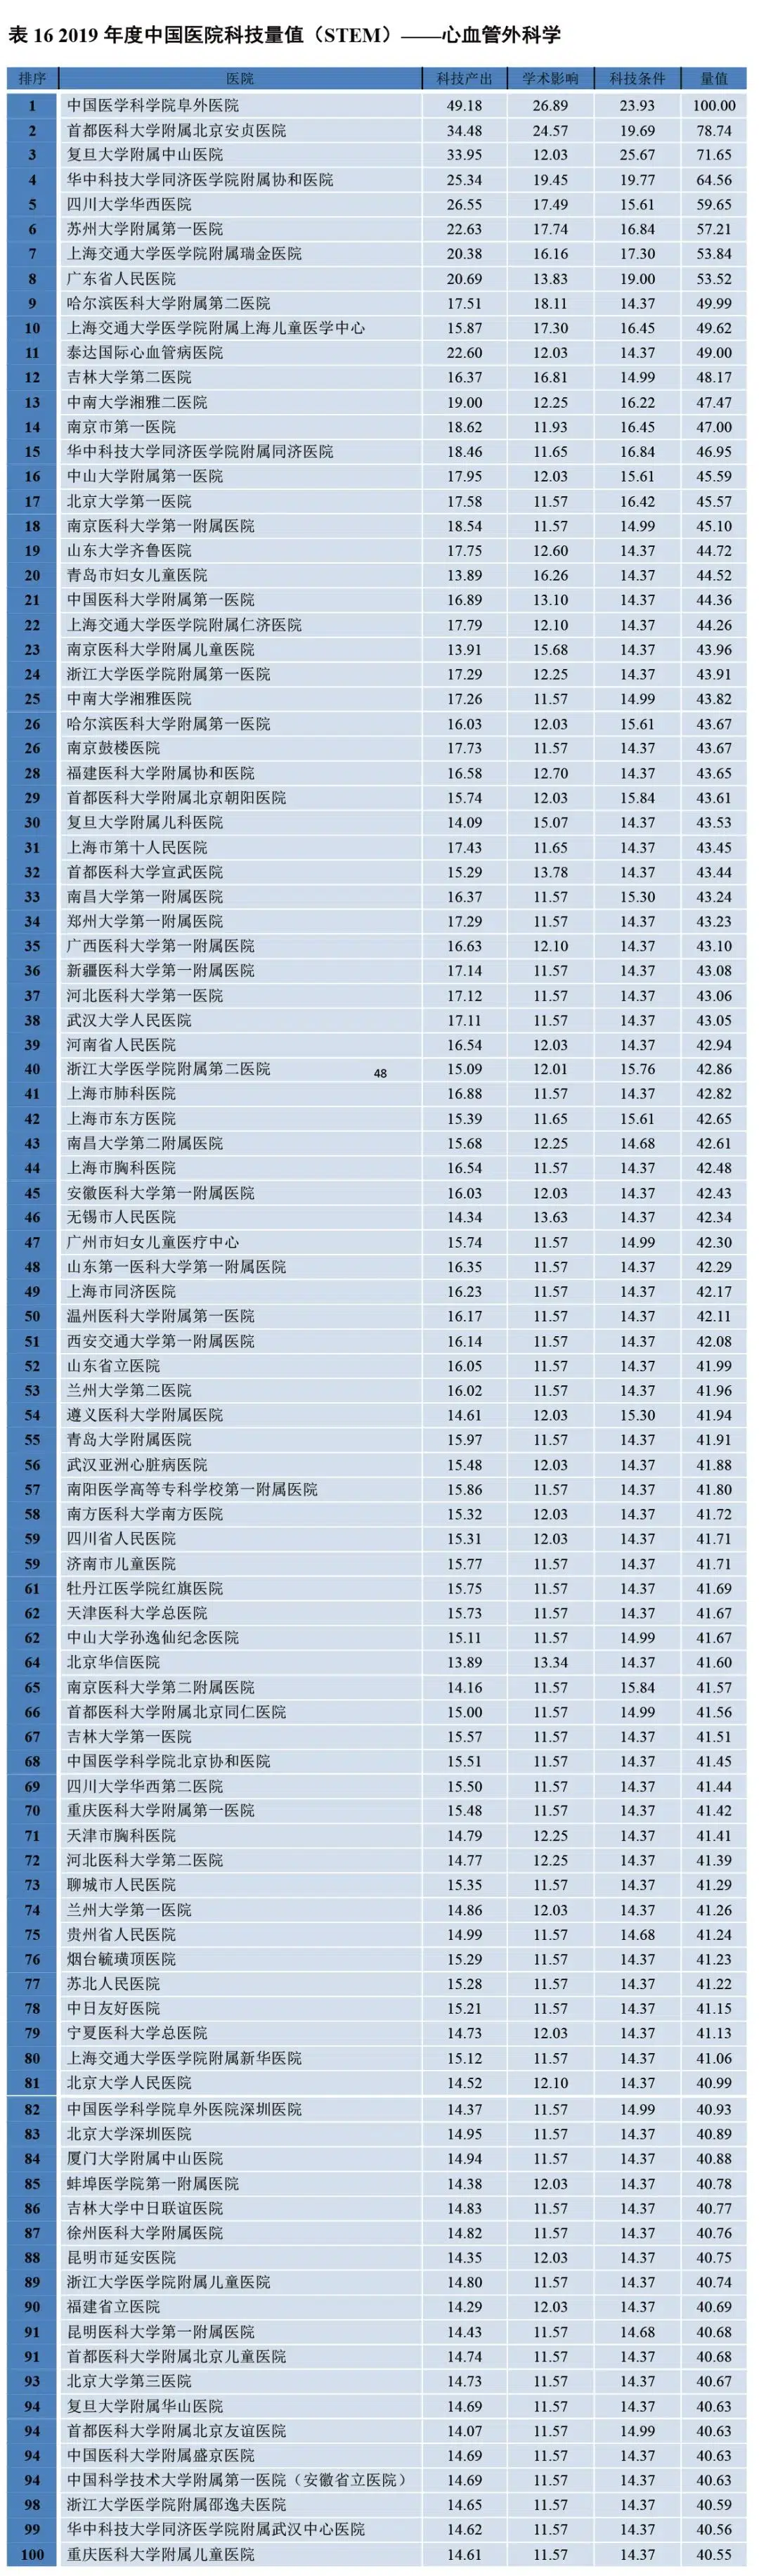 表 16 2019 年度中国医院科技量值（STEM）——心血管外科学
排序 医院 科技产出 学术影响 科技条件 量值
1 中国医学科学院阜外医院 49.18 26.89 23.93 100.00
2 首都医科大学附属北京安贞医院 34.48 24.57 19.69 78.74
3 复旦大学附属中山医院 33.95 12.03 25.67 71.65
4 华中科技大学同济医学院附属协和医院 25.34 19.45 19.77 64.56
5 四川大学华西医院 26.55 17.49 15.61 59.65
6 苏州大学附属第一医院 22.63 17.74 16.84 57.21
7 上海交通大学医学院附属瑞金医院 20.38 16.16 17.30 53.84
8 广东省人民医院 20.69 13.83 19.00 53.52
9 哈尔滨医科大学附属第二医院 17.51 18.11 14.37 49.99
10 上海交通大学医学院附属上海儿童医学中心 15.87 17.30 16.45 49.62
11 泰达国际心血管病医院 22.60 12.03 14.37 49.00
12 吉林大学第二医院 16.37 16.81 14.99 48.17
13 中南大学湘雅二医院 19.00 12.25 16.22 47.47
14 南京市第一医院 18.62 11.93 16.45 47.00
15 华中科技大学同济医学院附属同济医院 18.46 11.65 16.84 46.95
16 中山大学附属第一医院 17.95 12.03 15.61 45.59
17 北京大学第一医院 17.58 11.57 16.42 45.57
18 南京医科大学第一附属医院 18.54 11.57 14.99 45.10
19 山东大学齐鲁医院 17.75 12.60 14.37 44.72
20 青岛市妇女儿童医院 13.89 16.26 14.37 44.52
21 中国医科大学附属第一医院 16.89 13.10 14.37 44.36
22 上海交通大学医学院附属仁济医院 17.79 12.10 14.37 44.26
23 南京医科大学附属儿童医院 13.91 15.68 14.37 43.96
24 浙江大学医学院附属第一医院 17.29 12.25 14.37 43.91
25 中南大学湘雅医院 17.26 11.57 14.99 43.82
26 哈尔滨医科大学附属第一医院 16.03 12.03 15.61 43.67
26 南京鼓楼医院 17.73 11.57 14.37 43.67
28 福建医科大学附属协和医院 16.58 12.70 14.37 43.65
29 首都医科大学附属北京朝阳医院 15.74 12.03 15.84 43.61
30 复旦大学附属儿科医院 14.09 15.07 14.37 43.53
31 上海市第十人民医院 17.43 11.65 14.37 43.45
32 首都医科大学宣武医院 15.29 13.78 14.37 43.44
33 南昌大学第一附属医院 16.37 11.57 15.30 43.24
34 郑州大学第一附属医院 17.29 11.57 14.37 43.23
35 广西医科大学第一附属医院 16.63 12.10 14.37 43.10
36 新疆医科大学第一附属医院 17.14 11.57 14.37 43.08
37 河北医科大学第一医院 17.12 11.57 14.37 43.06
38 武汉大学人民医院 17.11 11.57 14.37 43.05
39 河南省人民医院 16.54 12.03 14.37 42.94
40 浙江大学医学院附属第二医院 48 15.09 12.01 15.76 42.86
41 上海市肺科医院 16.88 11.57 14.37 42.82
42 上海市东方医院 15.39 11.65 15.61 42.65
43 南昌大学第二附属医院 15.68 12.25 14.68 42.61
44 上海市胸科医院 16.54 11.57 14.37 42.48
45 安徽医科大学第一附属医院 16.03 12.03 14.37 42.43
46 无锡市人民医院 14.34 13.63 14.37 42.34
47 广州市妇女儿童医疗中心 15.74 11.57 14.99 42.30
48 山东第一医科大学第一附属医院 16.35 11.57 14.37 42.29
49 上海市同济医院 16.23 11.57 14.37 42.17
50 温州医科大学附属第一医院 16.17 11.57 14.37 42.11
51 西安交通大学第一附属医院 16.14 11.57 14.37 42.08
52 山东省立医院 16.05 11.57 14.37 41.99
53 兰州大学第二医院 16.02 11.57 14.37 41.96
54 遵义医科大学附属医院 14.61 12.03 15.30 41.94
55 青岛大学附属医院 15.97 11.57 14.37 41.91
56 武汉亚洲心脏病医院 15.48 12.03 14.37 41.88
57 南阳医学高等专科学校第一附属医院 15.86 11.57 14.37 41.80
58 南方医科大学南方医院 15.32 12.03 14.37 41.72
59 四川省人民医院 15.31 12.03 14.37 41.71
59 济南市儿童医院 15.77 11.57 14.37 41.71
61 牡丹江医学院红旗医院 15.75 11.57 14.37 41.69
62 天津医科大学总医院 15.73 11.57 14.37 41.67
62 中山大学孙逸仙纪念医院 15.11 11.57 14.99 41.67
64 北京华信医院 13.89 13.34 14.37 41.60
65 南京医科大学第二附属医院 14.16 11.57 15.84 41.57
66 首都医科大学附属北京同仁医院 15.00 11.57 14.99 41.56
67 吉林大学第一医院 15.57 11.57 14.37 41.51
68 中国医学科学院北京协和医院 15.51 11.57 14.37 41.45
69 四川大学华西第二医院 15.50 11.57 14.37 41.44
70 重庆医科大学附属第一医院 15.48 11.57 14.37 41.42
71 天津市胸科医院 14.79 12.25 14.37 41.41
72 河北医科大学第二医院 14.77 12.25 14.37 41.39
73 聊城市人民医院 15.35 11.57 14.37 41.29
74 兰州大学第一医院 14.86 12.03 14.37 41.26
75 贵州省人民医院 14.99 11.57 14.68 41.24
76 烟台毓璜顶医院 15.29 11.57 14.37 41.23
77 苏北人民医院 15.28 11.57 14.37 41.22
78 中日友好医院 15.21 11.57 14.37 41.15
79 宁夏医科大学总医院 14.73 12.03 14.37 41.13
80 上海交通大学医学院附属新华医院 15.12 11.57 14.37 41.06
81 北京大学人民医院 14.52 12.10 14.37 40.99
82 中国医学科学院阜外医院深圳医院 14.37 11.57 14.99 40.93
83 北京大学深圳医院 14.95 11.57 14.37 40.89
84 厦门大学附属中山医院 14.94 11.57 14.37 40.88
85 蚌埠医学院第一附属医院 14.38 12.03 14.37 40.78
86 吉林大学中日联谊医院 14.83 11.57 14.37 40.77
87 徐州医科大学附属医院 14.82 11.57 14.37 40.76
88 昆明市延安医院 14.35 12.03 14.37 40.75
89 浙江大学医学院附属儿童医院 14.80 11.57 14.37 40.74
90 福建省立医院 14.29 12.03 14.37 40.69
91 昆明医科大学第一附属医院 14.43 11.57 14.68 40.68
91 首都医科大学附属北京儿童医院 14.74 11.57 14.37 40.68
93 北京大学第三医院 14.73 11.57 14.37 40.67
94 复旦大学附属华山医院 14.69 11.57 14.37 40.63
94 首都医科大学附属北京友谊医院 14.07 11.57 14.99 40.63
94 中国医科大学附属盛京医院 14.69 11.57 14.37 40.63
94 中国科学技术大学附属第一医院（安徽省立医院） 14.69 11.57 14.37 40.63
98 浙江大学医学院附属邵逸夫医院 14.65 11.57 14.37 40.59
99 华中科技大学同济医学院附属武汉中心医院 14.62 11.57 14.37 40.56
100 重庆医科大学附属儿童医院 14.61 11.57 14.37 40.55